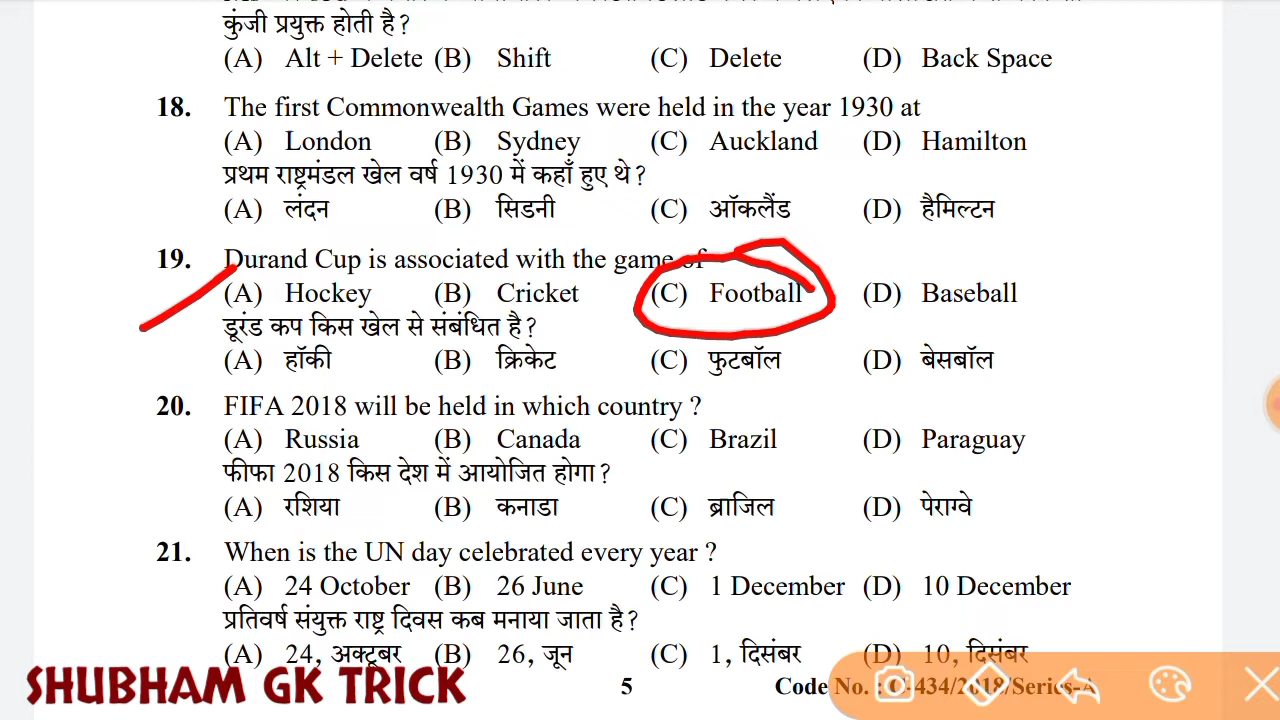 कुंजी प्रयुक्त होती है?
(A) Alt + Delete (B) Shift (C) Delete (D) Back Space
18. The first Commonwealth Games were held in the year 1930 at
(A) London (B) Sydney (C) Auckland (D) Hamilton
प्रथम राष्ट्रमंडल खेल वर्ष 1930 में कहाँ हुए थे?
(A) लंदन (B) सिडनी (C) ऑकलैंड (D) हैमिल्टन
19. Durand Cup is associated with the game of
(A) Hockey (B) Cricket (C) Football (D) Baseball
डूरंड कप किस खेल से संबंधित है?
(A) हॉकी (B) क्रिकेट (C) फुटबॉल (D) बेसबॉल
20. FIFA 2018 will be held in which country ?
(A) Russia (B) Canada (C) Brazil (D) Paraguay
फीफा 2018 किस देश में आयोजित होगा?
(A) रशिया (B) कनाडा (C) ब्राजिल (D) पेराग्वे
21. When is the UN day celebrated every year ?
(A) 24 October (B) 26 June (C) 1 December (D) 10 December
प्रतिवर्ष संयुक्त राष्ट्र दिवस कब मनाया जाता है?
(A) 24, अक्टूबर (B) 26, जून (C) 1, दिसंबर (D) 10, दिसंबर
SHUBHAM GK TRICK 5 Code No. : C-434/2018/Series-A